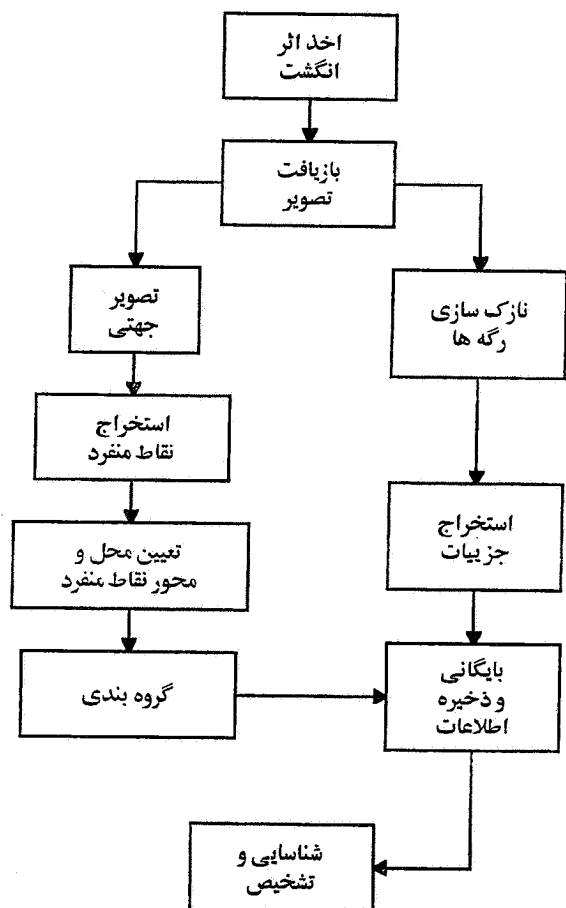 اخذ اثر
انگشت
بازیافت
تصویر
تصویر
جهتی
نازک سازی
رگه ها
استخراج
نقاط منفرد
استخراج
جزییات
تعیین محل و
محور نقاط منفرد
گروه بندی
بایگانی
و ذخیره
اطلاعات
شناسایی و
تشخیص